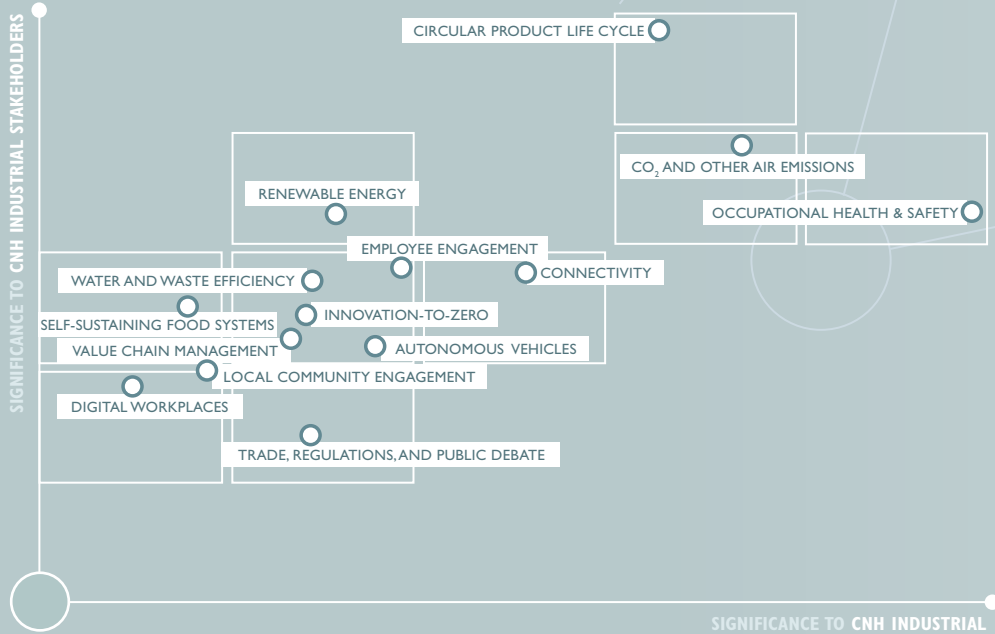 SIGNIFICANCE TO CNH INDUSTRIAL STAKEHOLDERS
CIRCULAR PRODUCT LIFE CYCLE
CO₂ AND OTHER AIR EMISSIONS
RENEWABLE ENERGY
OCCUPATIONAL HEALTH & SAFETY
EMPLOYEE ENGAGEMENT
CONNECTIVITY
WATER AND WASTE EFFICIENCY
INNOVATION-TO-ZERO
SELF-SUSTAINING FOOD SYSTEMS
VALUE CHAIN MANAGEMENT
AUTONOMOUS VEHICLES
LOCAL COMMUNITY ENGAGEMENT
DIGITAL WORKPLACES
TRADE, REGULATIONS, AND PUBLIC DEBATE
SIGNIFICANCE TO CNH INDUSTRIAL